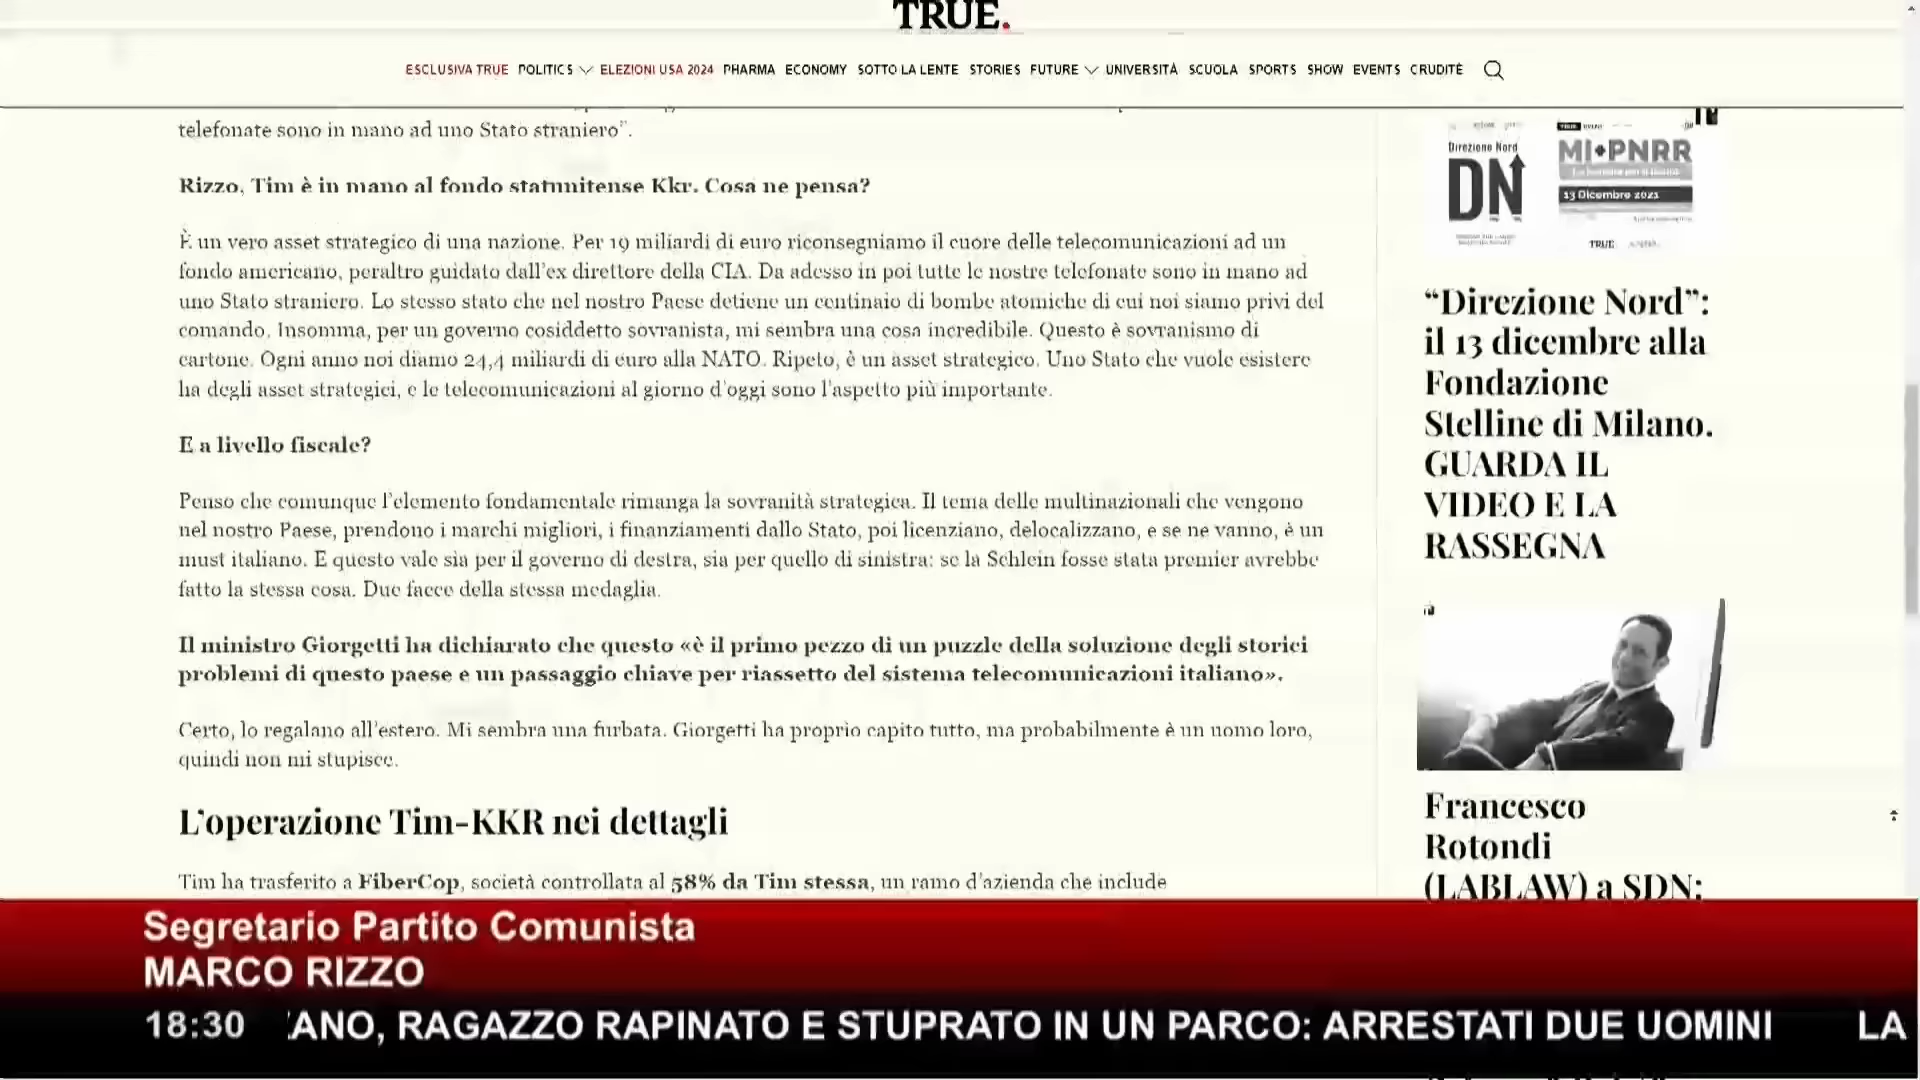 TRUE.
ESCLUSIVA TRUE POLITICS ELEZIONI USA 2024 PHARMA ECONOMY SOTTO LA LENTE STORIES FUTURE UNIVERSITÀ SCUOLA SPORTS SHOW EVENTS CRUDITÈ
telefonate sono in mano ad uno Stato straniero”.
Rizzo, Tim è in mano al fondo statunitense Kkr. Cosa ne pensa?
È un vero asset strategico di una nazione. Per 19 miliardi di euro riconsegniamo il cuore delle telecomunicazioni ad un
fondo americano, peraltro guidato dall’ex direttore della CIA. Da adesso in poi tutte le nostre telefonate sono in mano ad
uno Stato straniero. Lo stesso stato che nel nostro Paese detiene un centinaio di bombe atomiche di cui noi siamo privi del
comando. Insomma, per un governo cosiddetto sovranista, mi sembra una cosa incredibile. Questo è sovranismo di
cartone. Ogni anno noi diamo 24,4 miliardi di euro alla NATO. Ripeto, è un asset strategico. Uno Stato che vuole esistere
ha degli asset strategici, e le telecomunicazioni al giorno d’oggi sono l’aspetto più importante.
E a livello fiscale?
Penso che comunque l’elemento fondamentale rimanga la sovranità strategica. Il tema delle multinazionali che vengono
nel nostro Paese, prendono i marchi migliori, i finanziamenti dallo Stato, poi licenziano, delocalizzano, e se ne vanno, è un
must italiano. E questo vale sia per il governo di destra, sia per quello di sinistra: se la Schlein fosse stata premier avrebbe
fatto la stessa cosa. Due facce della stessa medaglia.
Il ministro Giorgetti ha dichiarato che questo «è il primo pezzo di un puzzle della soluzione degli storici
problemi di questo paese e un passaggio chiave per riassetto del sistema telecomunicazioni italiano».
Certo, lo regalano all’estero. Mi sembra una furbata. Giorgetti ha proprio capito tutto, ma probabilmente è un uomo loro,
quindi non mi stupisce.
L’operazione Tim-KKR nei dettagli
Tim ha trasferito a FiberCop, società controllata al 58% da Tim stessa, un ramo d’azienda che include
Direzione Nord
DN
MI+PNRR
13 Dicembre 2021
TRUE
“Direzione Nord”:
il 13 dicembre alla
Fondazione
Stelline di Milano.
GUARDA IL
VIDEO E LA
RASSEGNA
Francesco
Rotondi
(LABLAW) a SDN:
Segretario Partito Comunista
MARCO RIZZO
18:30 ANO, RAGAZZO RAPINATO E STUPRATO IN UN PARCO: ARRESTATI DUE UOMINI LA